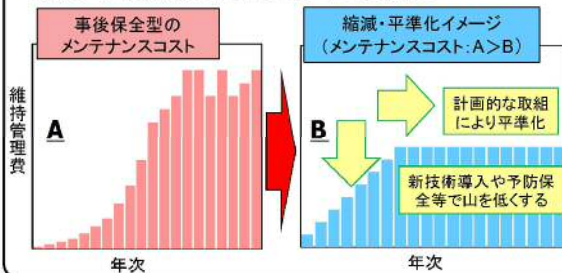 事後保全型の
メンテナンスコスト
縮減・平準化イメージ
（メンテナンスコスト：A＞B）
維持管理費
A
年次
B
計画的な取組
により平準化
新技術導入や予防保
全等で山を低くする
年次